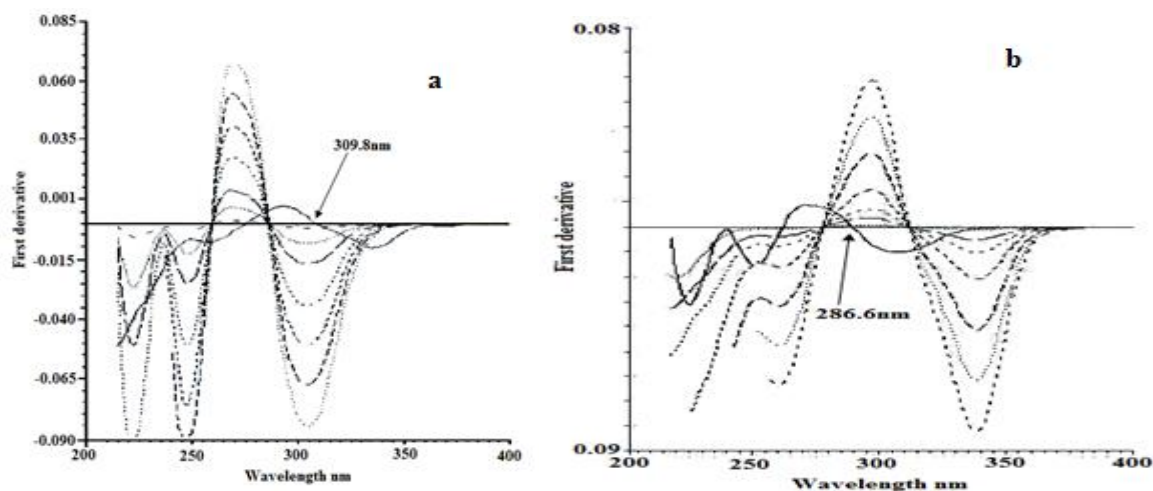 0.085
0.060
0.035
0.001
-0.015
-0.040
-0.065
-0.090
First derivative
a
309.8nm
200
250
300
350
400
Wavelength nm
0.08
0.09
First derivative
b
286.6nm
200
250
300
350
400
Wavelength nm